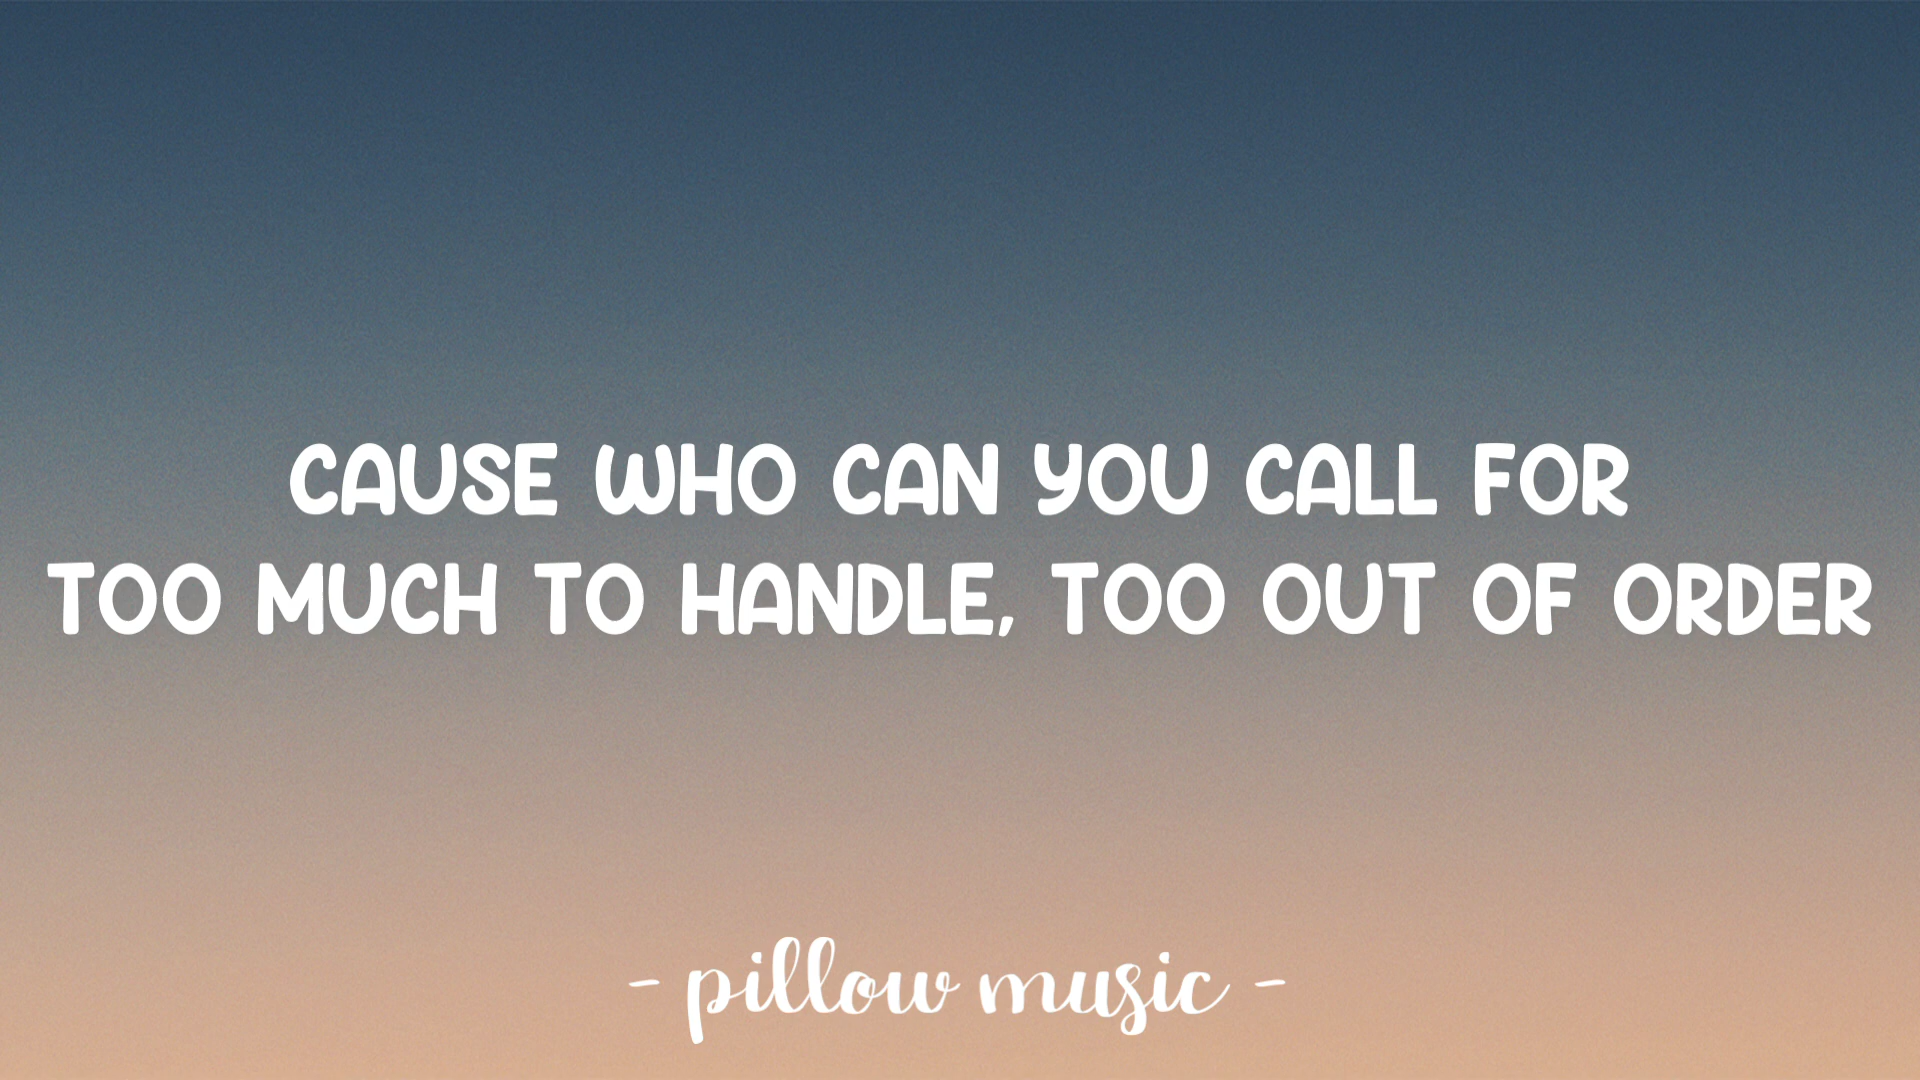 CAUSE WHO CAN YOU CALL FOR
TOO MUCH TO HANDLE, TOO OUT OF ORDER
- pillow music -